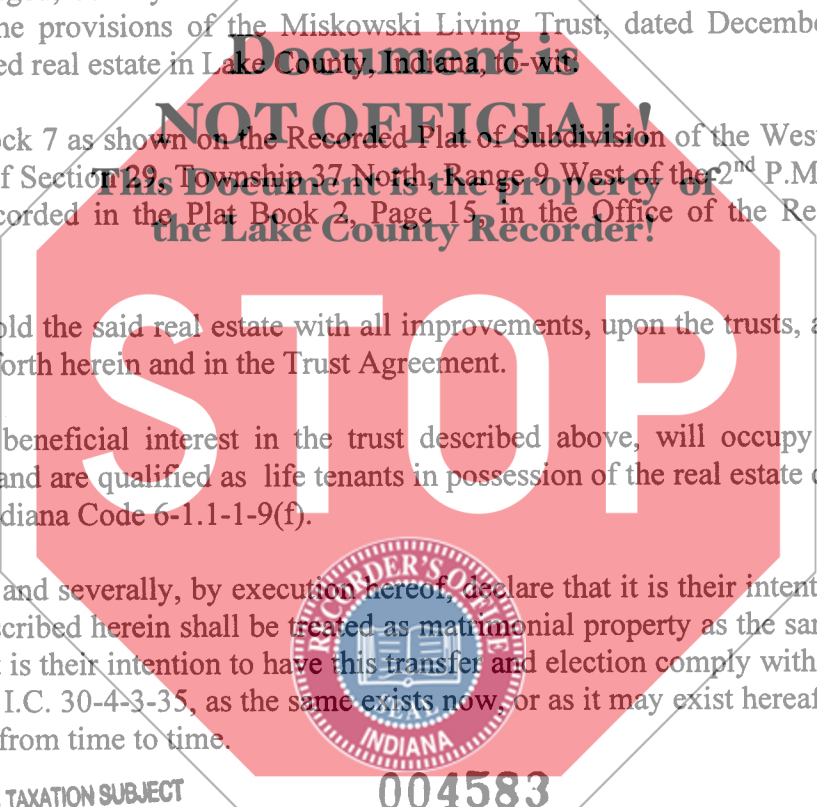 he provisions of the Miskowski Living Trust, dated Decembe
ed real estate in Lake County, Indiana, to-wit:
Document is
NOT OFFICIAL!
This Document is the property of
the Lake County Recorder!
ock 7 as shown on the Recorded Plat of Subdivision of the West
f Section 29, Township 37 North, Range 9 West of the 2nd P.M
corded in the Plat Book 2, Page 15, in the Office of the Re
STOP
old the said real estate with all improvements, upon the trusts, a
forth herein and in the Trust Agreement.
beneficial interest in the trust described above, will occupy
and are qualified as life tenants in possession of the real estate
diana Code 6-1.1-1-9(f).
and severally, by execution hereof, declare that it is their intent
scribed herein shall be treated as matrimonial property as the sa
t is their intention to have this transfer and election comply with
I.C. 30-4-3-35, as the same exists now, or as it may exist hereaf
from time to time.
RECORDER'S OFFICE
SEAL
INDIANA
TAXATION SUBJECT
004583